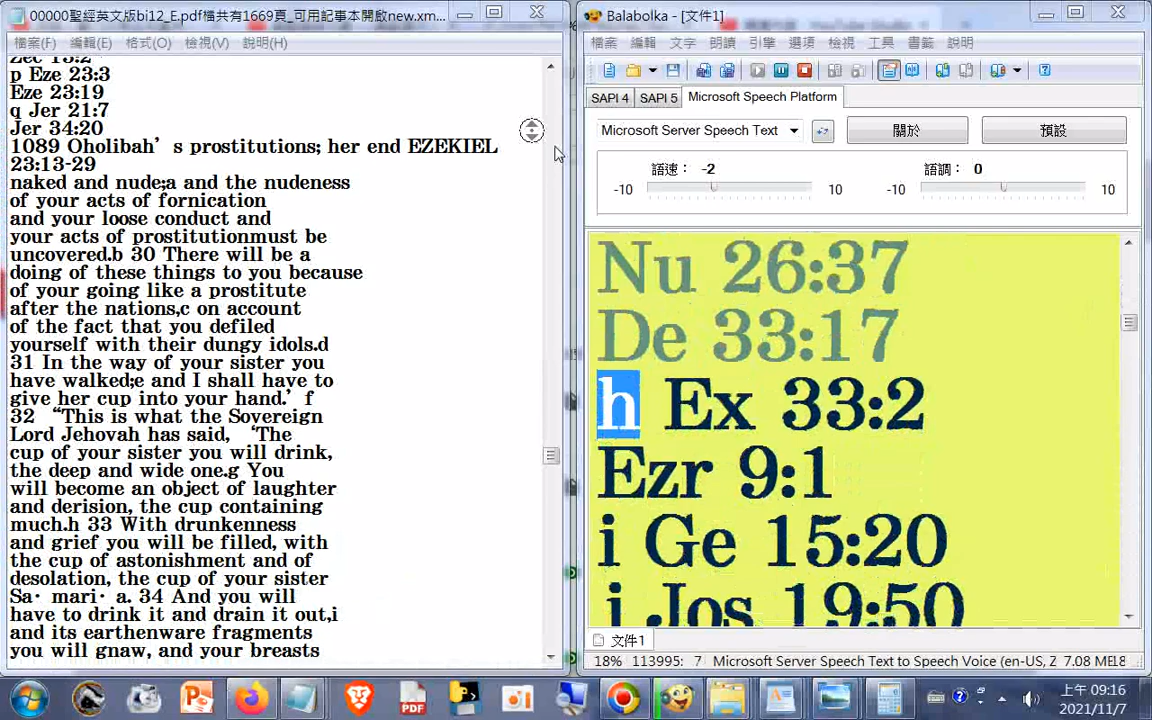 00000聖經英文版bi12_E.pdf檔共有1669頁_可用記事本開啟new.xm...
檔案(F) 編輯(E) 格式(O) 檢視(V) 說明(H)
Zec 13:2
p Eze 23:3
Eze 23:19
q Jer 21:7
Jer 34:20
1089 Oholibah’s prostitutions; her end EZEKIEL
23:13-29
naked and nude;a and the nudeness
of your acts of fornication
and your loose conduct and
your acts of prostitutionmust be
uncovered.b 30 There will be a
doing of these things to you because
of your going like a prostitute
after the nations,c on account
of the fact that you defiled
yourself with their dungy idols.d
31 In the way of your sister you
have walked;e and I shall have to
give her cup into your hand.’f
32 “This is what the Sovereign
Lord Jehovah has said, ‘The
cup of your sister you will drink,
the deep and wide one.g You
will become an object of laughter
and derision, the cup containing
much.h 33 With drunkenness
and grief you will be filled, with
the cup of astonishment and of
desolation, the cup of your sister
Sa·mari·a. 34 And you will
have to drink it and drain it out,i
and its earthenware fragments
you will gnaw, and your breasts
Balabolka - [文件1]
檔案 編輯 文字 朗讀 引擎 選項 檢視 工具 書籤 說明
SAPI 4 SAPI 5 Microsoft Speech Platform
Microsoft Server Speech Text 關於 預設
語速: -2 語調: 0
-10 10 -10 10
Nu 26:37
De 33:17
h Ex 33:2
Ezr 9:1
i Ge 15:20
j Jos 19:50
文件1
18% 113995: 7 Microsoft Server Speech Text to Speech Voice (en-US, Z 7.08 ME
上午 09:16
2021/11/7